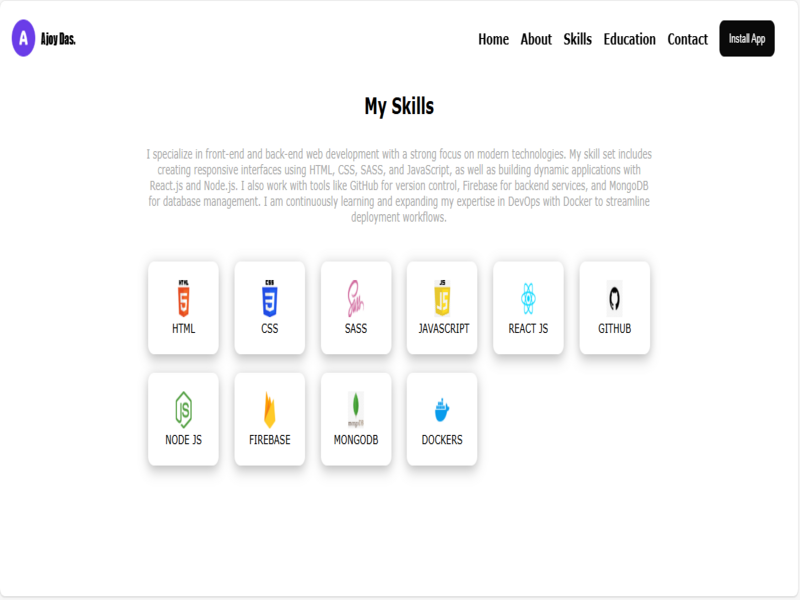 A Ajoy Das.
Home About Skills Education Contact Install App
My Skills
I specialize in front-end and back-end web development with a strong focus on modern technologies. My skill set includes
creating responsive interfaces using HTML, CSS, SASS, and JavaScript, as well as building dynamic applications with
React.js and Node.js. I also work with tools like GitHub for version control, Firebase for backend services, and MongoDB
for database management. I am continuously learning and expanding my expertise in DevOps with Docker to streamline
deployment workflows.
HTML CSS Sass JS
5 3 JS
HTML CSS SASS JAVASCRIPT REACT JS GITHUB
JS mongoDB
NODE JS FIREBASE MONGODB DOCKERS